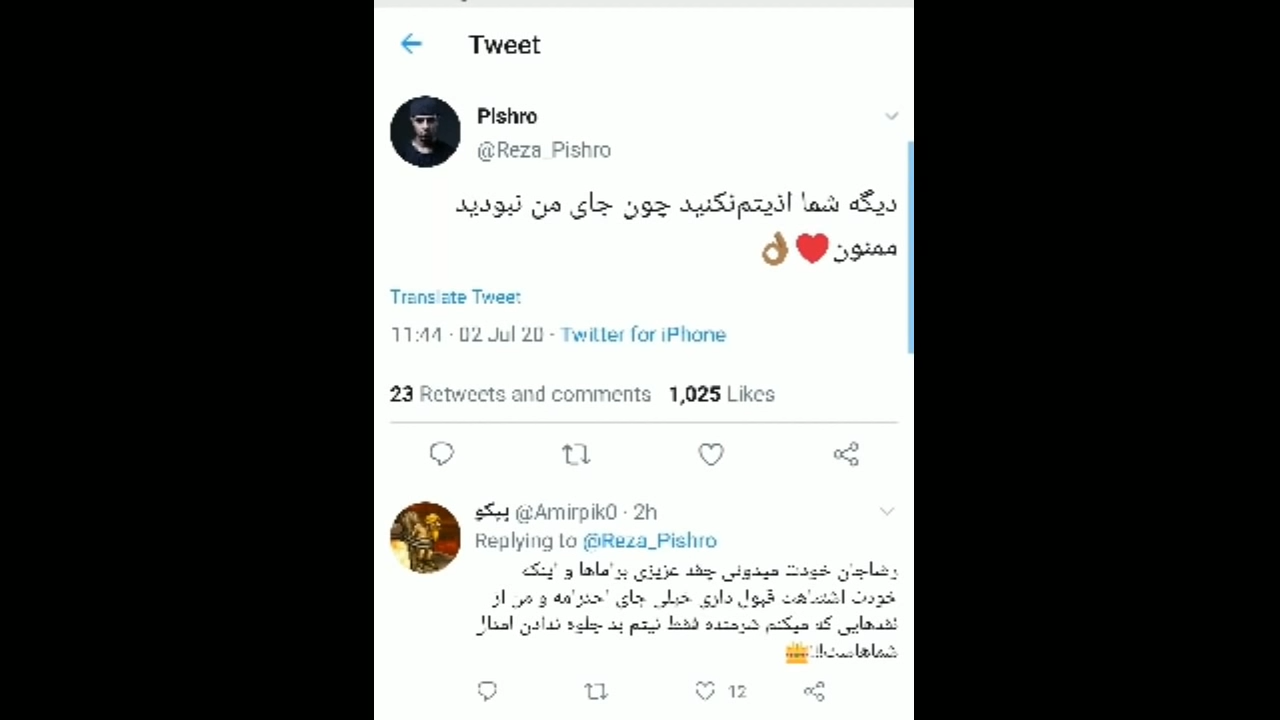 Tweet
Pishro
@Reza_Pishro
دیگه شما اذیتم‌نکنید چون جای من نبودید
ممنون❤️👌🏽
Translate Tweet
11:44 · 02 Jul 20 · Twitter for iPhone
23 Retweets and comments 1,025 Likes
پیکو @Amirpik0 · 2h
Replying to @Reza_Pishro
رضاجان خودت میدونی چقد عزیزی براماها و اینکه
خودت اشتباهت قبول داری خیلی جای احترامه و من از
نقدهایی که میکنم شرمنده فقط نیتم بد جلوه ندادن امثال
شماهاست!!
12